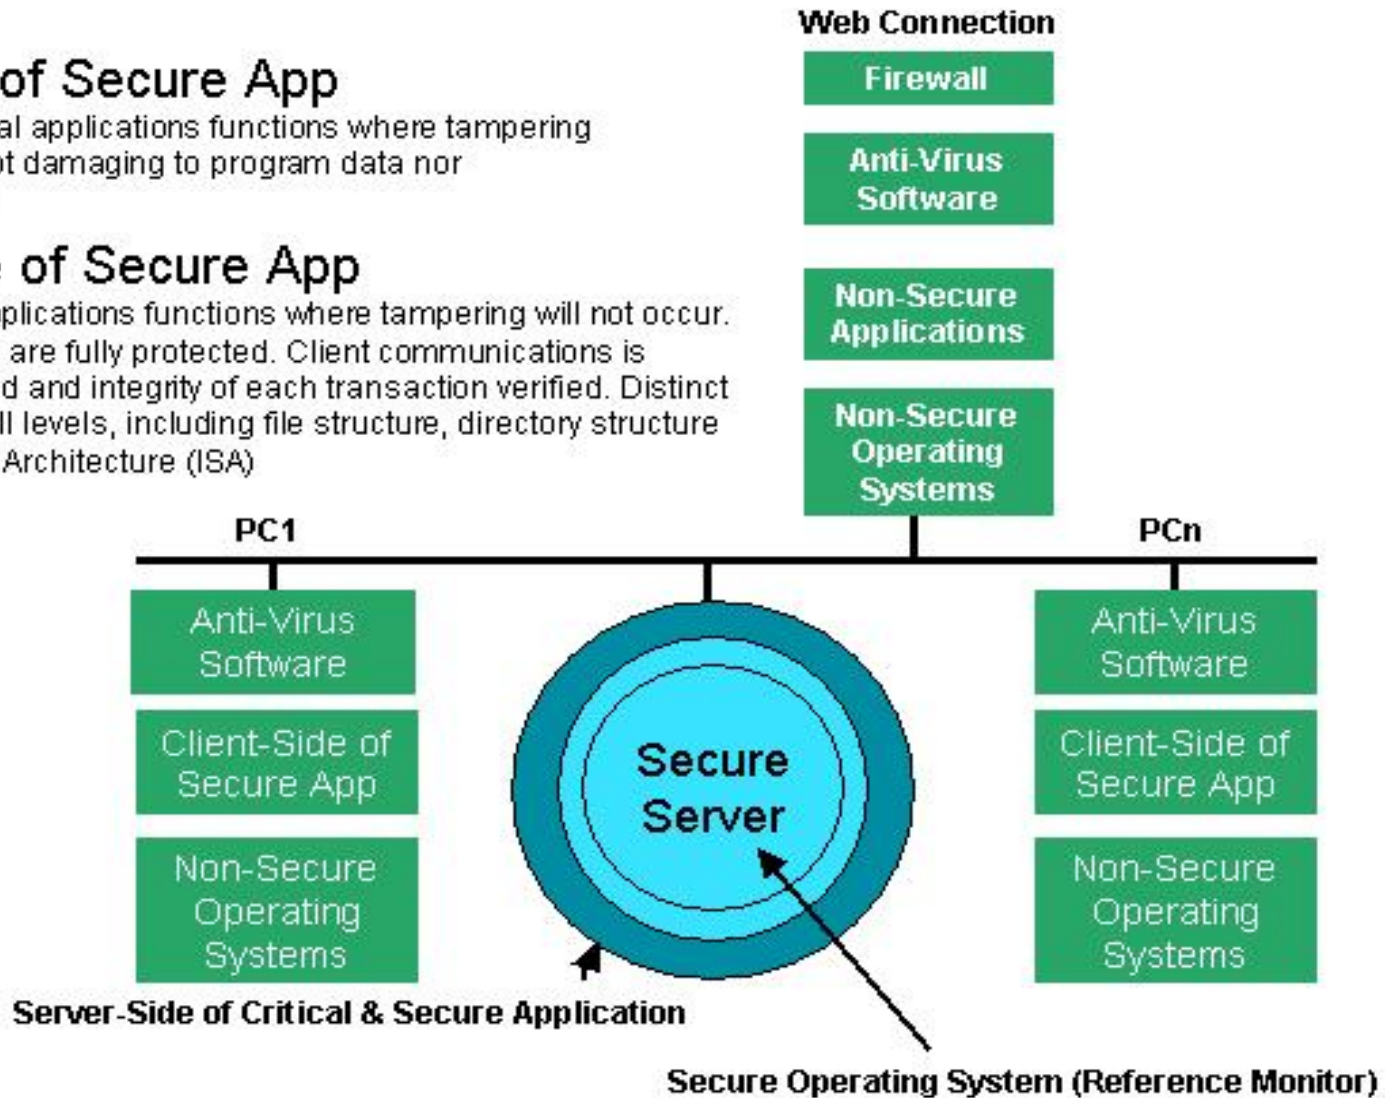 Web Connection
Firewall
Anti-Virus
Software
Non-Secure
Applications
Non-Secure
Operating
Systems
of Secure App
al applications functions where tampering
ot damaging to program data nor
of Secure App
plications functions where tampering will not occur.
are fully protected. Client communications is
d and integrity of each transaction verified. Distinct
ll levels, including file structure, directory structure
Architecture (ISA)
PC1
PCn
Anti-Virus
Software
Client-Side of
Secure App
Non-Secure
Operating
Systems
Secure
Server
Anti-Virus
Software
Client-Side of
Secure App
Non-Secure
Operating
Systems
Server-Side of Critical & Secure Application
Secure Operating System (Reference Monitor)